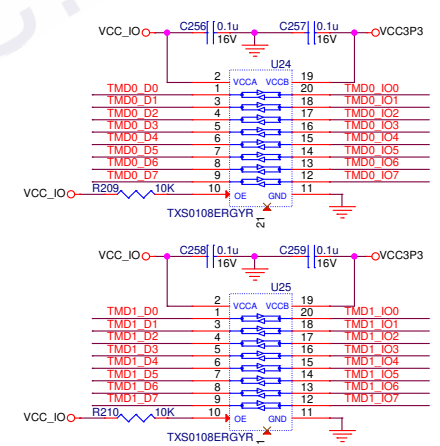 VCC_IO C256 0.1u C257 0.1u VCC3P3
16V 16V
U24
2 VCCA VCCB 19
TMD0_D0 1 20 TMD0_IO0
TMD0_D1 3 18 TMD0_IO1
TMD0_D2 4 17 TMD0_IO2
TMD0_D3 5 16 TMD0_IO3
TMD0_D4 6 15 TMD0_IO4
TMD0_D5 7 14 TMD0_IO5
TMD0_D6 8 13 TMD0_IO6
TMD0_D7 9 12 TMD0_IO7
VCC_IO R209 10K 10 OE GND 11
TXS0108ERGYR 21
VCC_IO C258 0.1u C259 0.1u VCC3P3
16V 16V
U25
2 VCCA VCCB 19
TMD1_D0 1 20 TMD1_IO0
TMD1_D1 3 18 TMD1_IO1
TMD1_D2 4 17 TMD1_IO2
TMD1_D3 5 16 TMD1_IO3
TMD1_D4 6 15 TMD1_IO4
TMD1_D5 7 14 TMD1_IO5
TMD1_D6 8 13 TMD1_IO6
TMD1_D7 9 12 TMD1_IO7
VCC_IO R210 10K 10 OE GND 11
TXS0108ERGYR